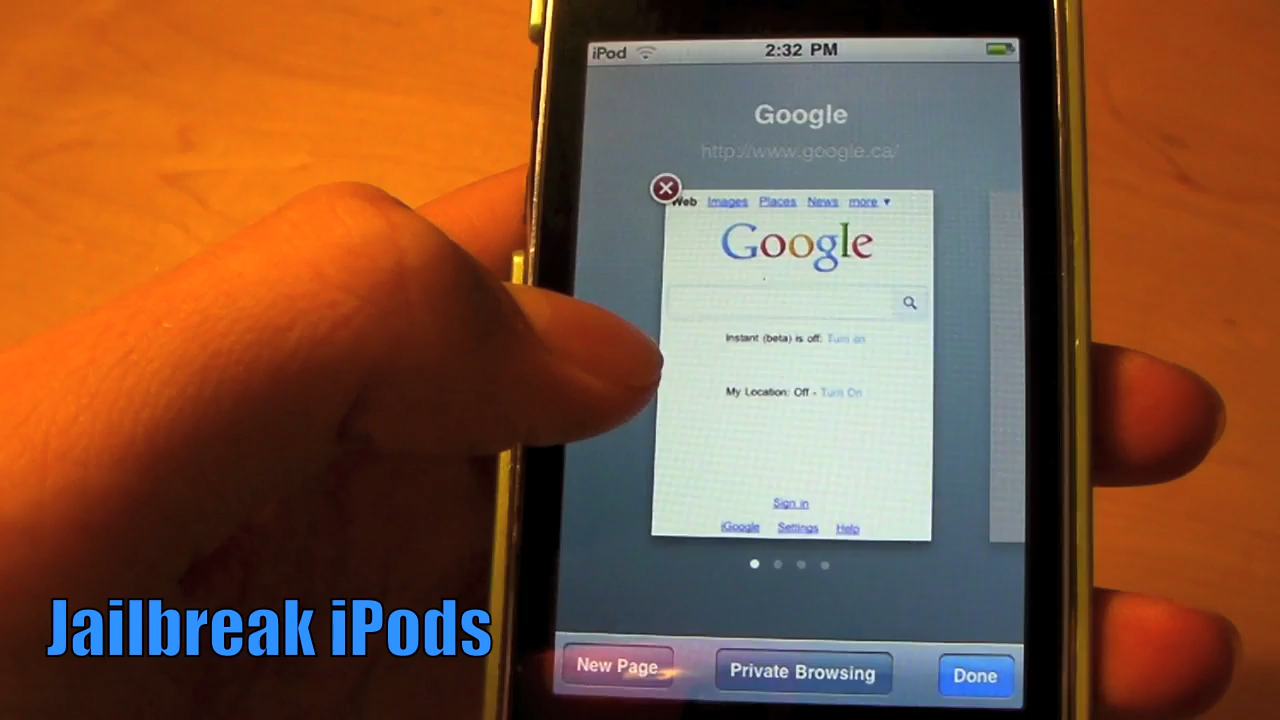 iPod 2:32 PM
Google
http://www.google.ca/
Web Images Places News more ▼
Google
Instant (beta) is off: Turn on
My Location: Off - Turn On
Sign in
iGoogle Settings Help
New Page Private Browsing Done
Jailbreak iPods